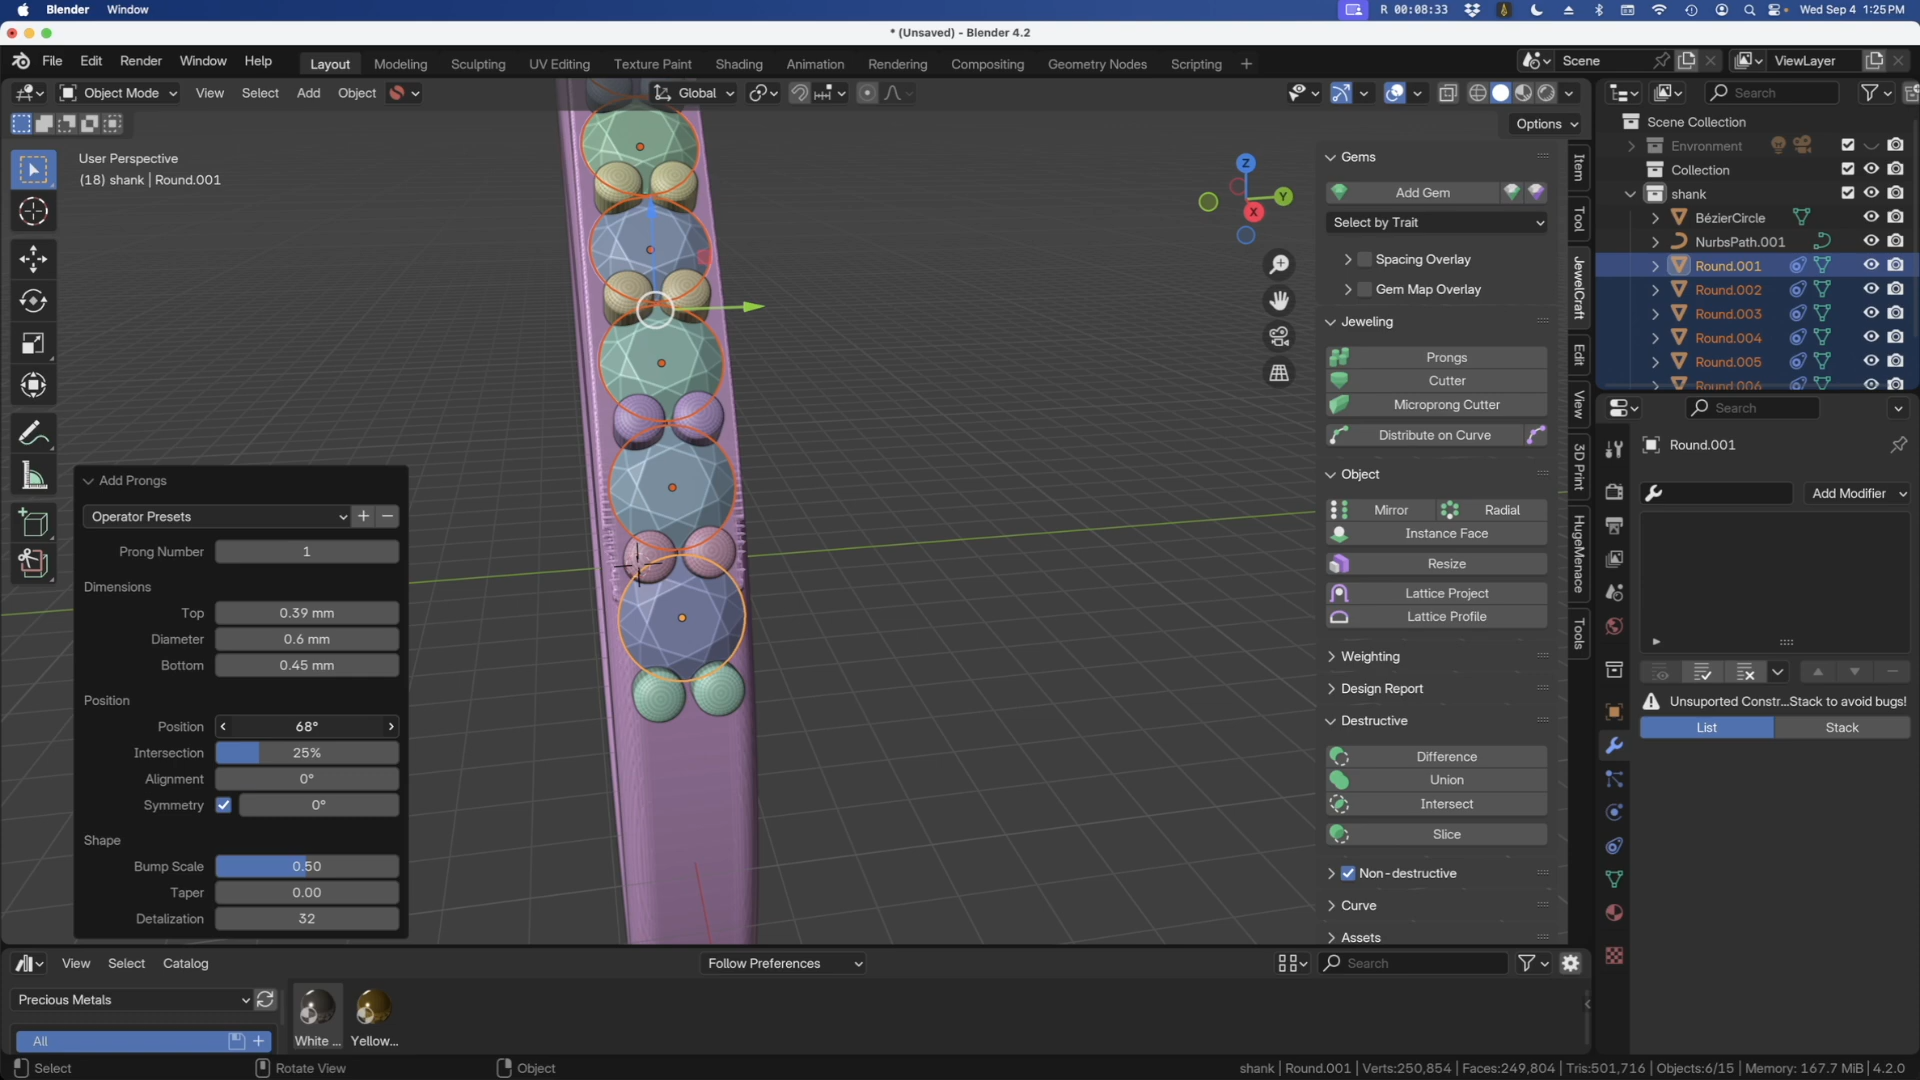 Blender Window R 00:08:33 Wed Sep 4 1:25 PM
* (Unsaved) - Blender 4.2
File Edit Render Window Help Layout Modeling Sculpting UV Editing Texture Paint Shading Animation Rendering Compositing Geometry Nodes Scripting + Scene ViewLayer
Object Mode View Select Add Object Global Search
Options
User Perspective
(18) shank | Round.001
Z
Y
X
Item
Tool
JewelCraft
Edit
View
3D Print
HugeMenace
Tools
Gems
Add Gem
Select by Trait
Spacing Overlay
Gem Map Overlay
Jeweling
Prongs
Cutter
Microprong Cutter
Distribute on Curve
Object
Mirror Radial
Instance Face
Resize
Lattice Project
Lattice Profile
Weighting
Design Report
Destructive
Difference
Union
Intersect
Slice
Non-destructive
Curve
Assets
Scene Collection
Environment
Collection
shank
BézierCircle
NurbsPath.001
Round.001
Round.002
Round.003
Round.004
Round.005
Round.006
Search
Round.001
Add Modifier
Unsuported Constr...Stack to avoid bugs!
List Stack
Add Prongs
Operator Presets
Prong Number 1
Dimensions
Top 0.39 mm
Diameter 0.6 mm
Bottom 0.45 mm
Position
Position 68°
Intersection 25%
Alignment 0°
Symmetry 0°
Shape
Bump Scale 0.50
Taper 0.00
Detalization 32
View Select Catalog Follow Preferences Search
Precious Metals
All
White ... Yellow...
Select Rotate View Object shank | Round.001 | Verts:250,854 | Faces:249,804 | Tris:501,716 | Objects:6/15 | Memory: 167.7 MiB | 4.2.0